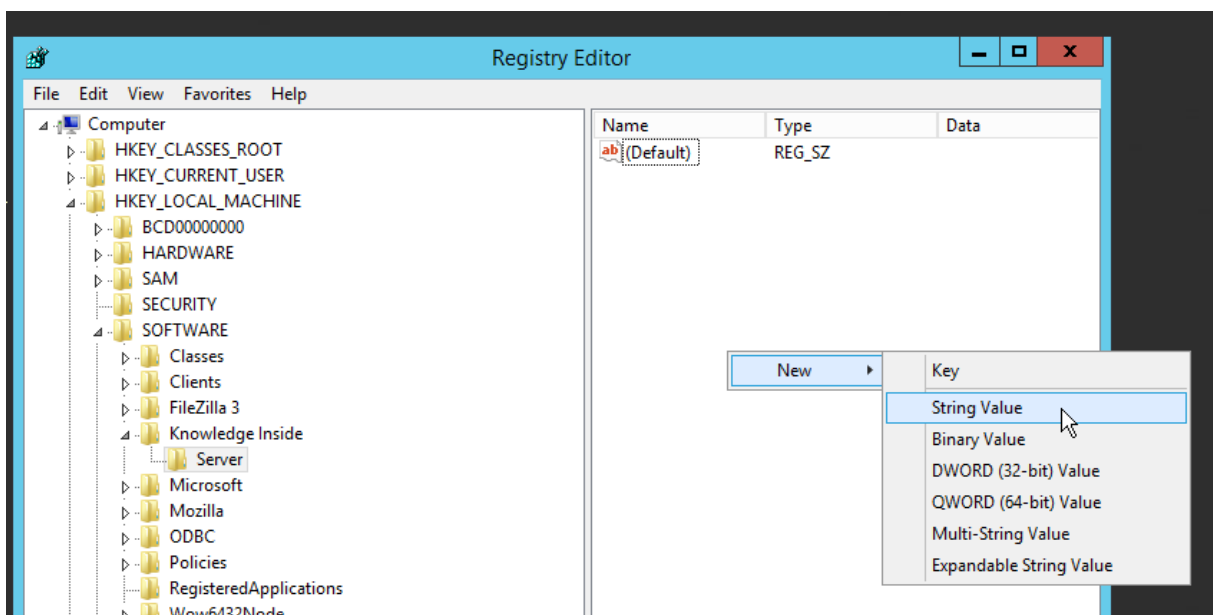 Registry Editor
File Edit View Favorites Help
Computer
HKEY_CLASSES_ROOT
HKEY_CURRENT_USER
HKEY_LOCAL_MACHINE
BCD00000000
HARDWARE
SAM
SECURITY
SOFTWARE
Classes
Clients
FileZilla 3
Knowledge Inside
Server
Microsoft
Mozilla
ODBC
Policies
RegisteredApplications
Wow6432Node
Name Type Data
ab (Default) REG_SZ
New
Key
String Value
Binary Value
DWORD (32-bit) Value
QWORD (64-bit) Value
Multi-String Value
Expandable String Value